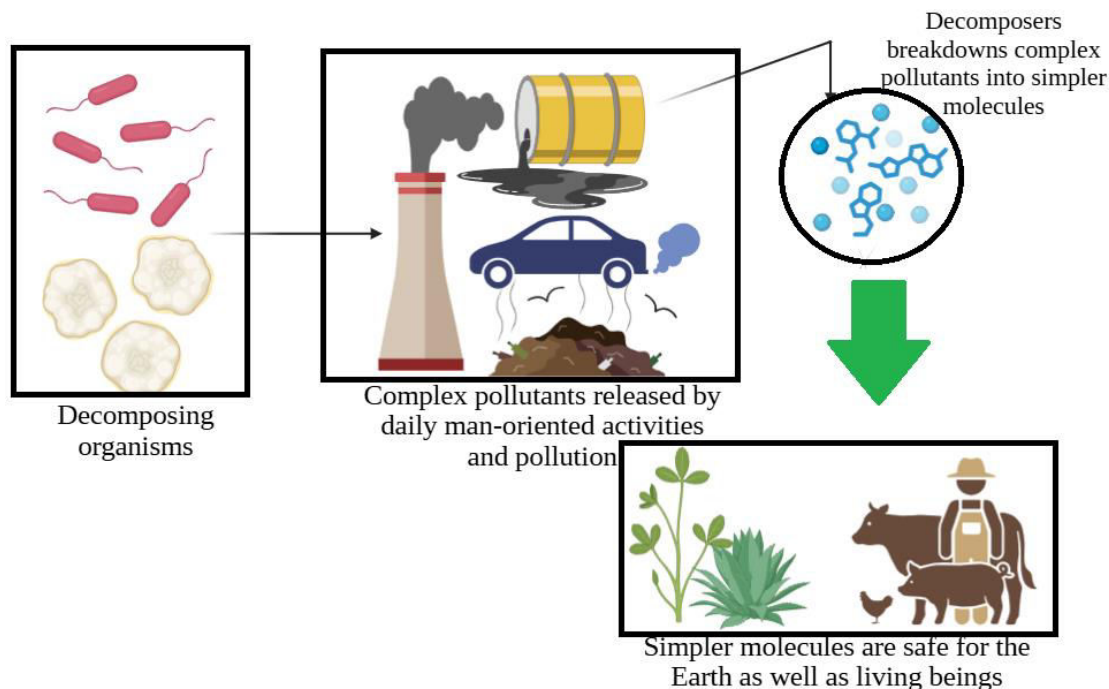 Decomposing
organisms
Complex pollutants released by
daily man-oriented activities
and pollution
Decomposers
breakdowns complex
pollutants into simpler
molecules
Simpler molecules are safe for the
Earth as well as living beings